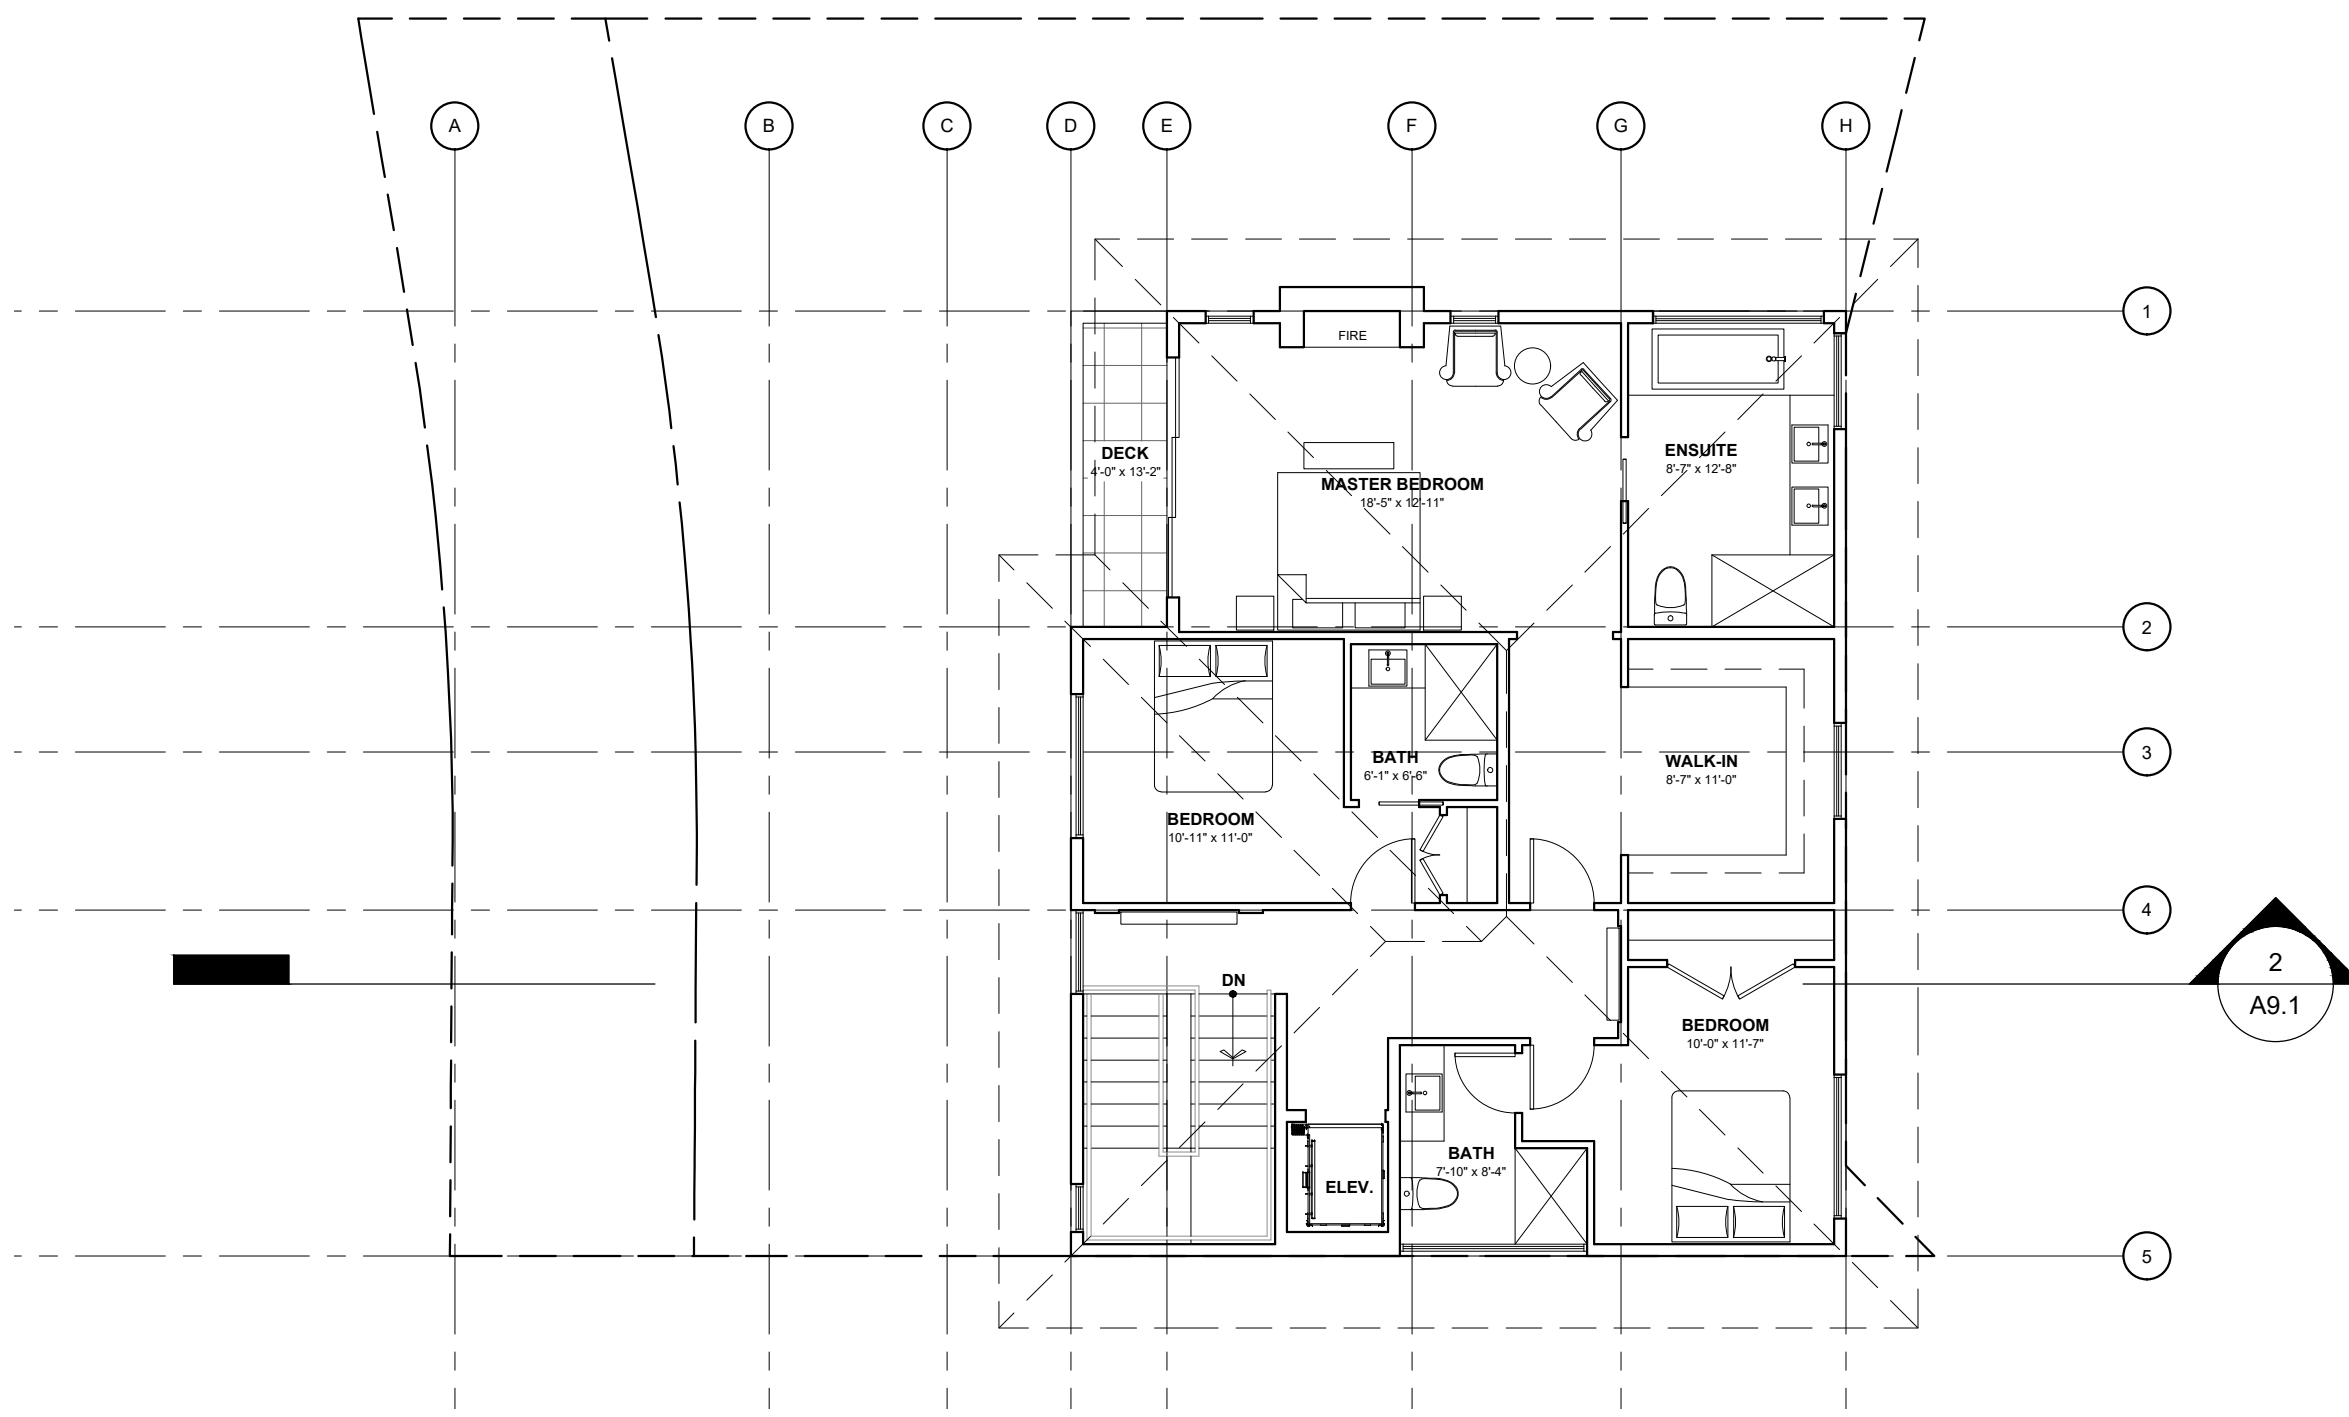 A
B
C
D
E
F
G
H
1
FIRE
DECK
4'-0" x 13'-2"
MASTER BEDROOM
18'-5" x 12'-11"
ENSUITE
8'-7" x 12'-8"
2
3
BATH
6'-1" x 6'-6"
WALK-IN
8'-7" x 11'-0"
BEDROOM
10'-11" x 11'-0"
4
DN
2
A9.1
BEDROOM
10'-0" x 11'-7"
BATH
7'-10" x 8'-4"
ELEV.
5